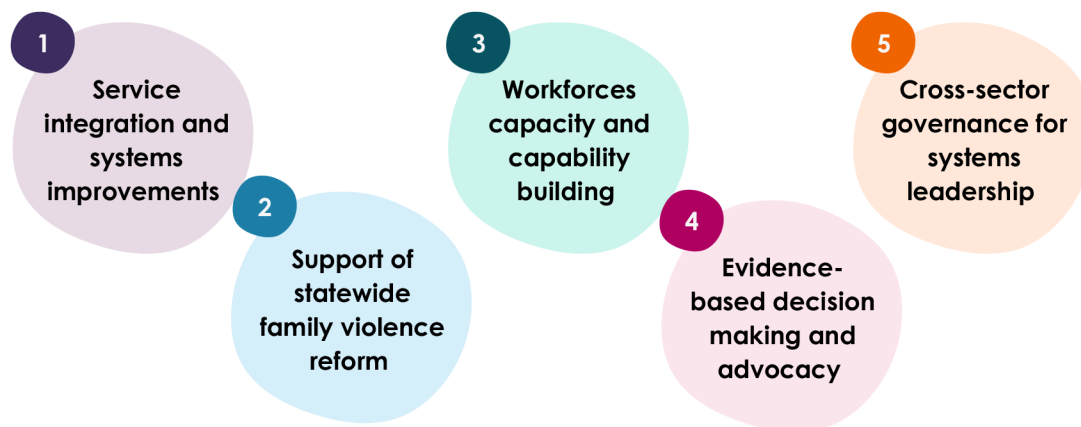 1
Service
integration and
systems
improvements
2
Support of
statewide
family violence
reform
3
Workforces
capacity and
capability
building
4
Evidence-
based decision
making and
advocacy
5
Cross-sector
governance for
systems
leadership